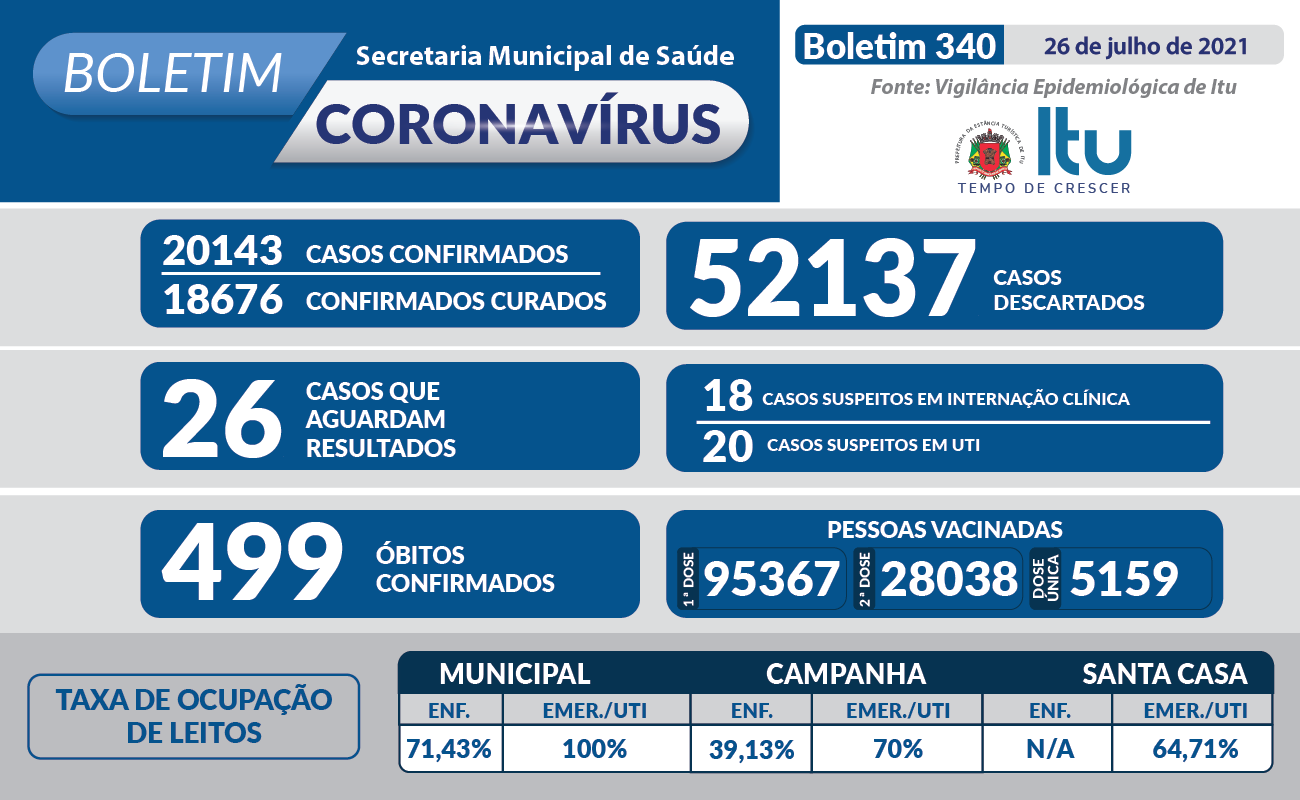 BOLETIM
Secretaria Municipal de Saúde
CORONAVÍRUS
Boletim 340
26 de julho de 2021
Fonte: Vigilância Epidemiológica de Itu
PREFEITURA DA ESTÂNCIA TURÍSTICA DE ITU
Itu
TEMPO DE CRESCER
20143 CASOS CONFIRMADOS
18676 CONFIRMADOS CURADOS
52137 CASOS
DESCARTADOS
26 CASOS QUE
AGUARDAM
RESULTADOS
18 CASOS SUSPEITOS EM INTERNAÇÃO CLÍNICA
20 CASOS SUSPEITOS EM UTI
499 ÓBITOS
CONFIRMADOS
PESSOAS VACINADAS
1ª DOSE 95367 2ª DOSE 28038 DOSE ÚNICA 5159
TAXA DE OCUPAÇÃO
DE LEITOS
MUNICIPAL CAMPANHA SANTA CASA
ENF. EMER./UTI ENF. EMER./UTI ENF. EMER./UTI
71,43% 100% 39,13% 70% N/A 64,71%